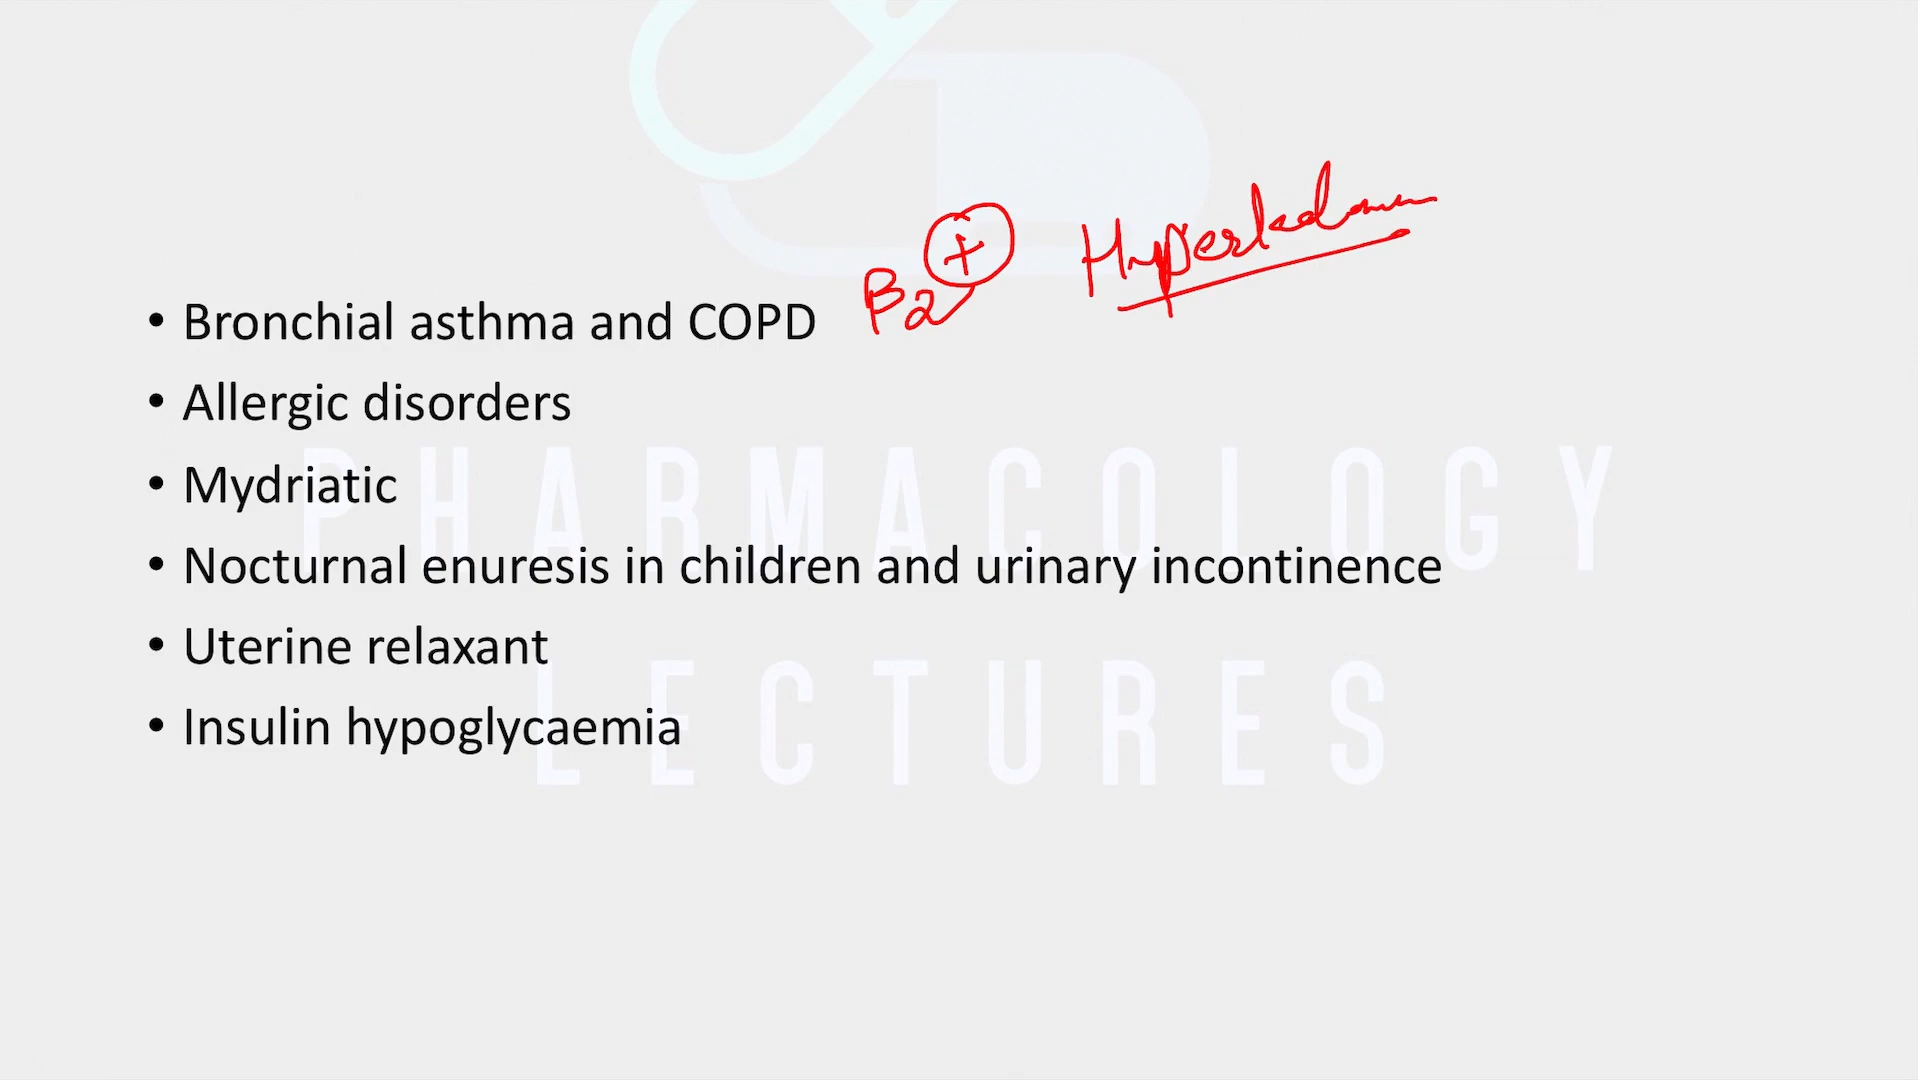 β2 +
• Bronchial asthma and COPD
• Allergic disorders
• Mydriatic
• Nocturnal enuresis in children and urinary incontinence
• Uterine relaxant
• Insulin hypoglycaemia
PHARMACOLOGY
LECTURES